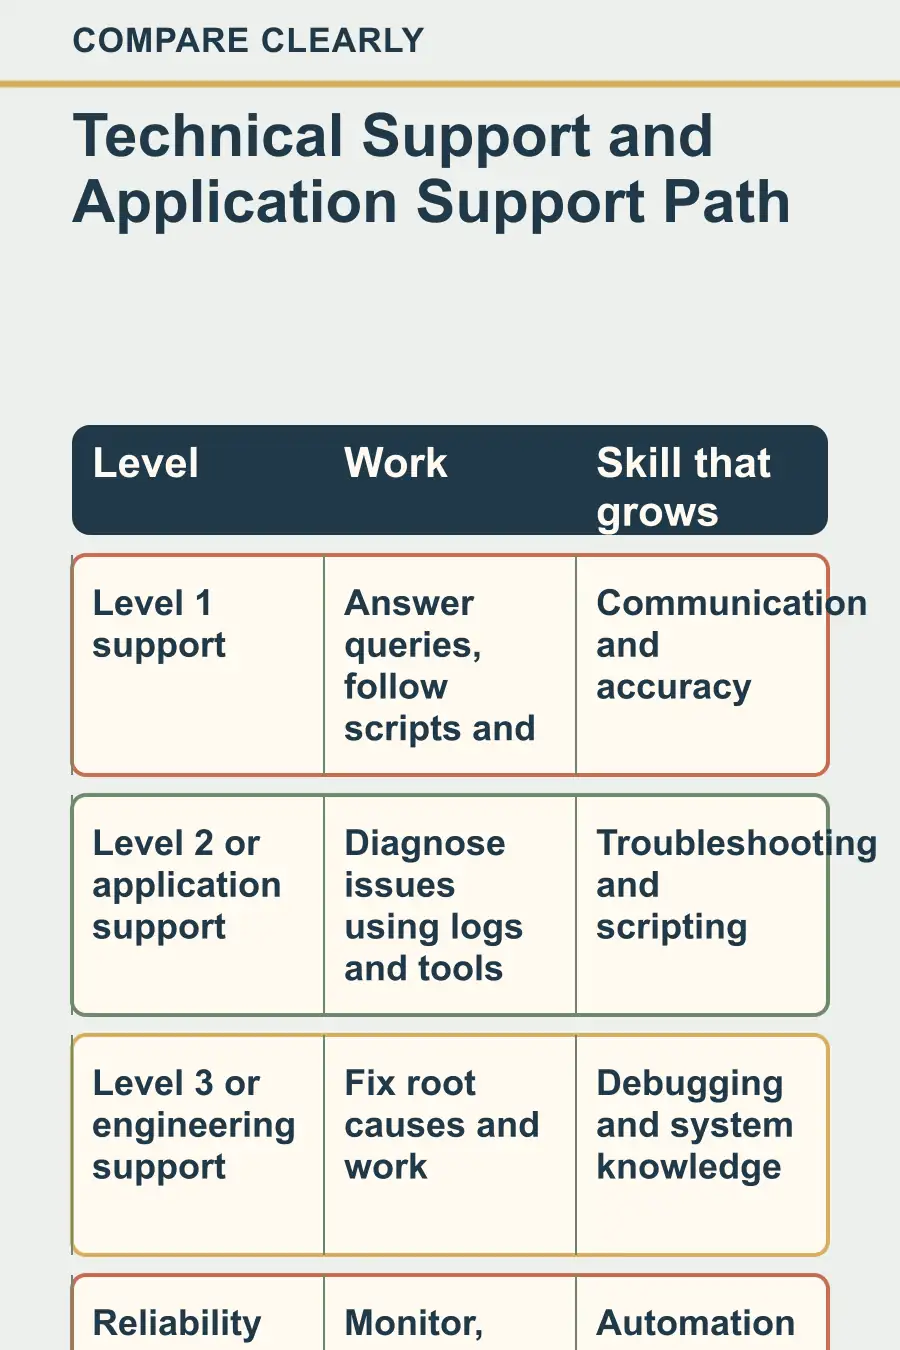 COMPARE CLEARLY
Technical Support and
Application Support Path
Level
Work
Skill that
grows
Level 1
support
Answer
queries,
follow
scripts and
Communication
and
accuracy
Level 2 or
application
support
Diagnose
issues
using logs
and tools
Troubleshooting
and
scripting
Level 3 or
engineering
support
Fix root
causes and
work
Debugging
and system
knowledge
Reliability
Monitor,
Automation